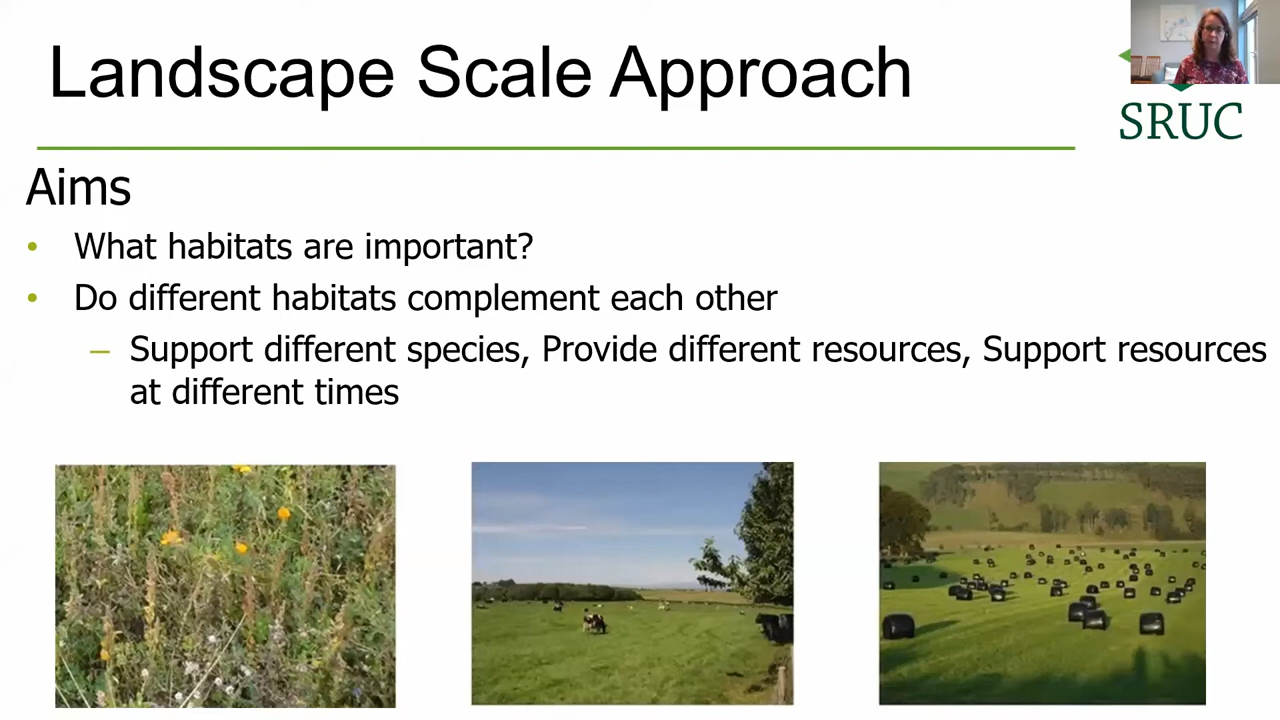 Landscape Scale Approach
SRUC
Aims
• What habitats are important?
• Do different habitats complement each other
– Support different species, Provide different resources, Support resources
at different times